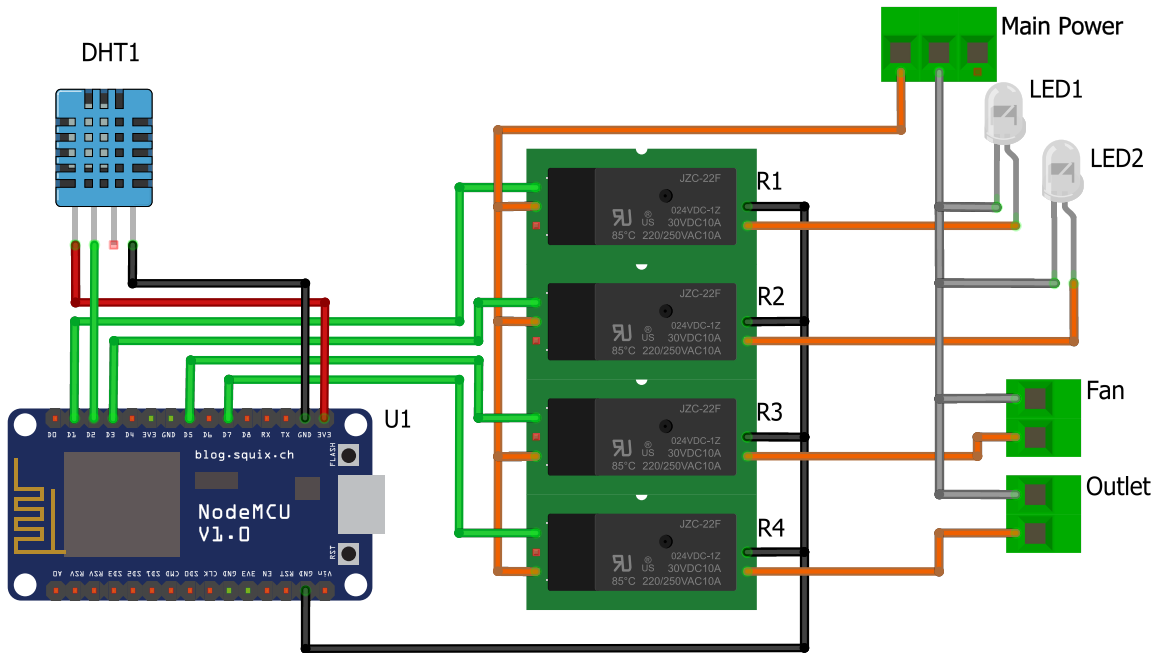 Main Power
DHT1
LED1
LED2
R1
JZC-22F
024VDC-1Z
30VDC10A
85°C 220/250VAC10A
® US
R2
JZC-22F
024VDC-1Z
30VDC10A
85°C 220/250VAC10A
® US
R3
JZC-22F
024VDC-1Z
30VDC10A
85°C 220/250VAC10A
® US
R4
JZC-22F
024VDC-1Z
30VDC10A
85°C 220/250VAC10A
® US
Fan
Outlet
U1
D0 D1 D2 D3 D4 3V3 GND D5 D6 D7 D8 RX TX GND 3V3
FLASH
blog.squix.ch
NodeMCU
V1.0
RST
A0 RSV RSV SD3 SD2 SD1 CMD SD0 CLK GND 3V3 EN RST GND Vin